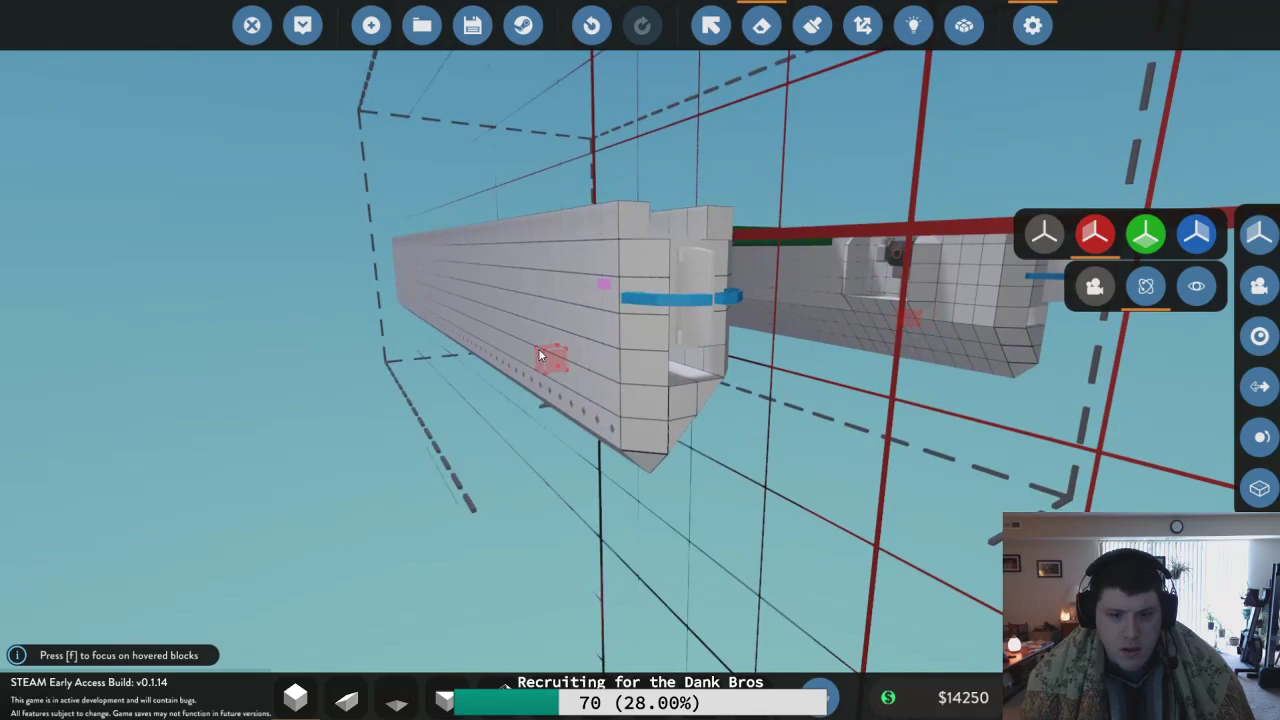 Press [f] to focus on hovered blocks
STEAM Early Access Build: v0.1.14
This game is in active development and will contain bugs.
All features subject to change. Game saves may not function in future versions.
Recruiting for the Dank Bros
70 (28.00%)
$14250